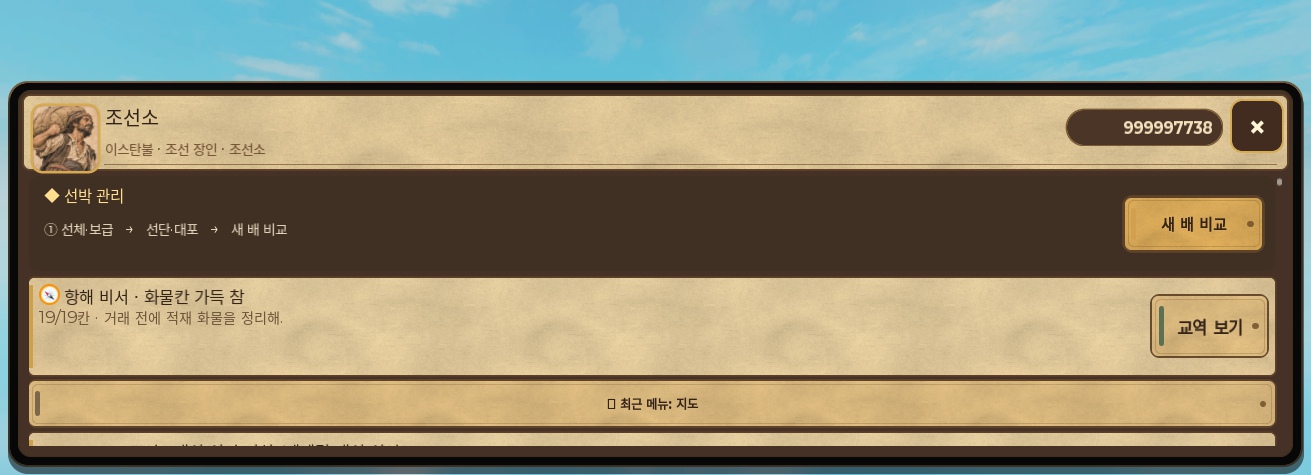 조선소
이스탄불 · 조선 장인 · 조선소
999997738
◆ 선박 관리
① 선체·보급 → 선단·대포 → 새 배 비교
새 배 비교
항해 비서 · 화물칸 가득 참
19/19칸 · 거래 전에 적재 화물을 정리해.
교역 보기
최근 메뉴: 지도